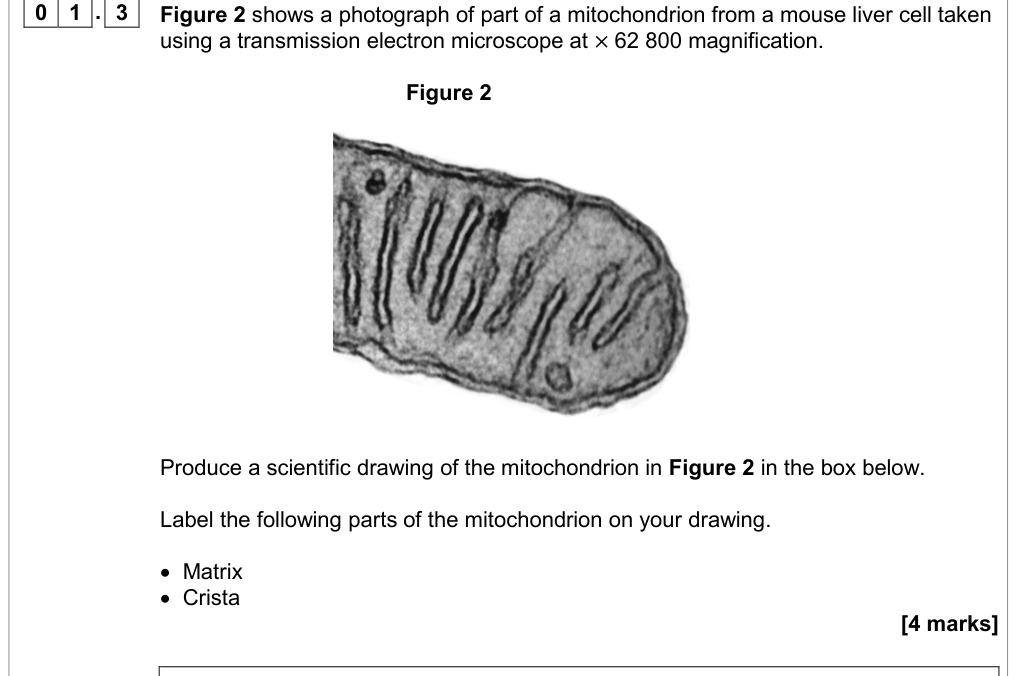 0 1 . 3 Figure 2 shows a photograph of part of a mitochondrion from a mouse liver cell taken
using a transmission electron microscope at × 62 800 magnification.
Figure 2
Produce a scientific drawing of the mitochondrion in Figure 2 in the box below.
Label the following parts of the mitochondrion on your drawing.
• Matrix
• Crista
[4 marks]